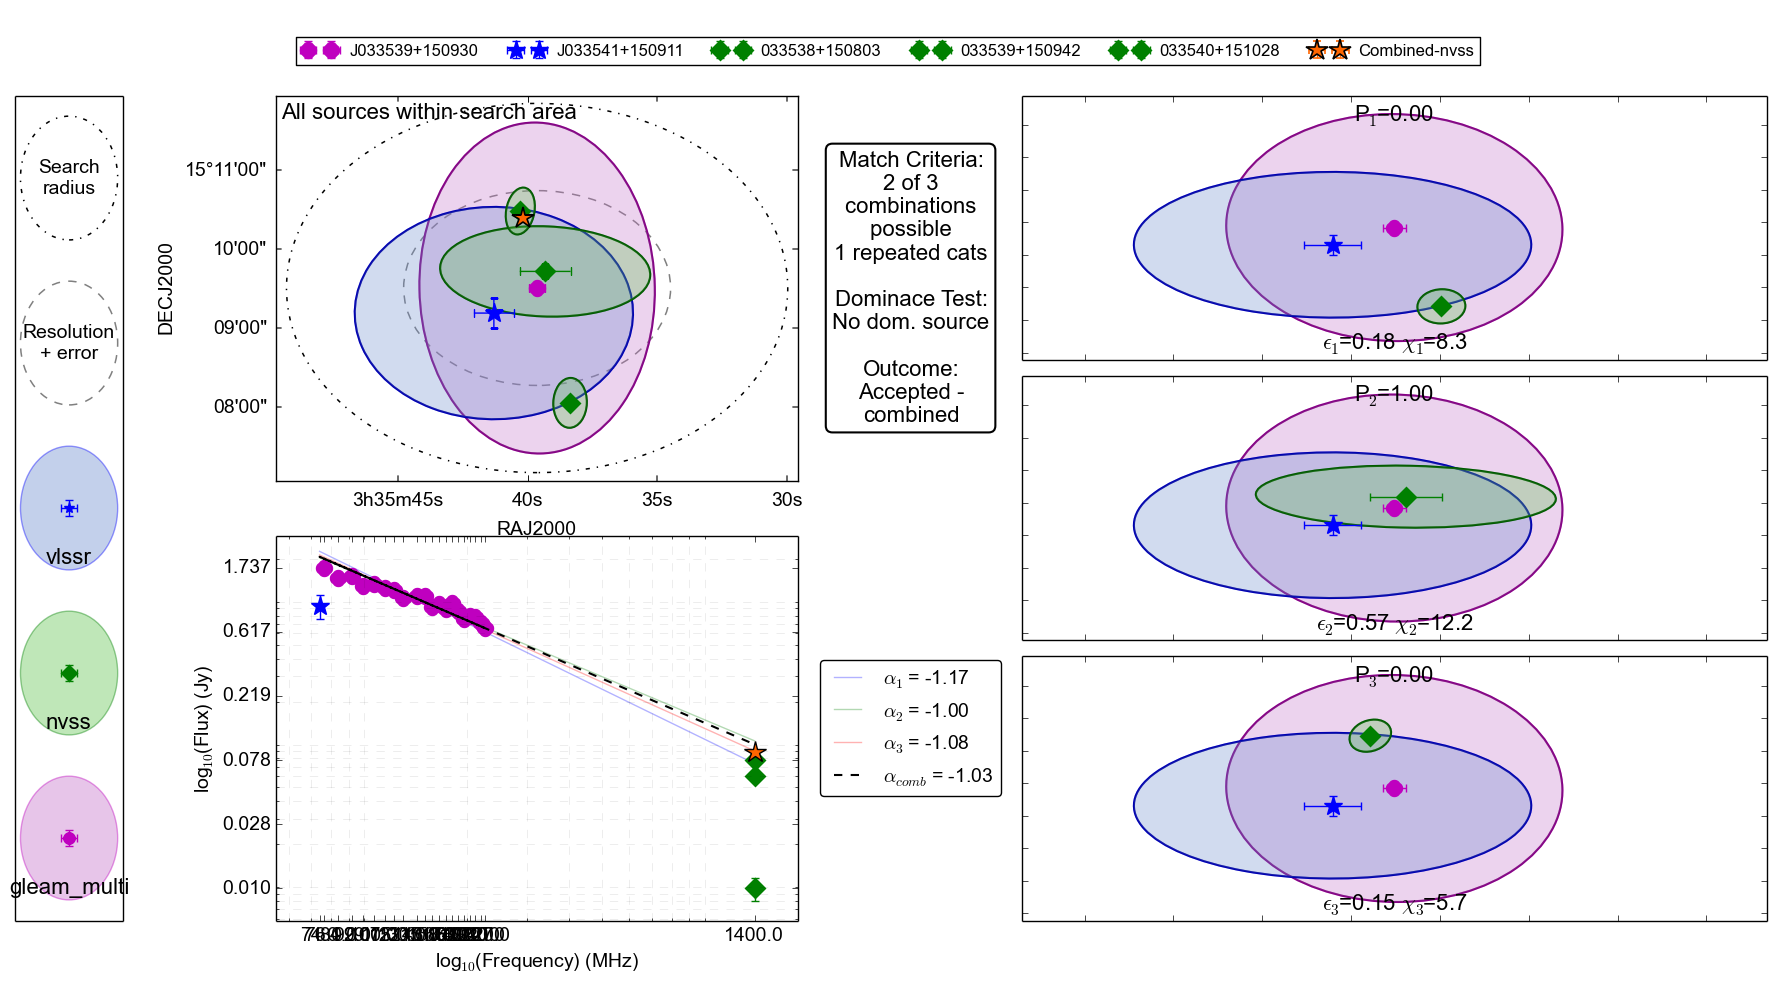 J033539+150930 J033541+150911 033538+150803 033539+150942 033540+151028 Combined-nvss
Search
radius
Resolution
+ error
vlssr
nvss
gleam_multi
All sources within search area
DECJ2000
15°11'00"
10'00"
09'00"
08'00"
3h35m45s 40s 35s 30s
RAJ2000
log10(Flux) (Jy)
1.737
0.617
0.219
0.078
0.028
0.010
1400.0
log10(Frequency) (MHz)
Match Criteria:
2 of 3
combinations
possible
1 repeated cats
Dominace Test:
No dom. source
Outcome:
Accepted -
combined
α1 = -1.17
α2 = -1.00
α3 = -1.08
αcomb = -1.03
P1=0.00
ϵ1=0.18 χ1=8.3
P2=1.00
ϵ2=0.57 χ2=12.2
P3=0.00
ϵ3=0.15 χ3=5.7